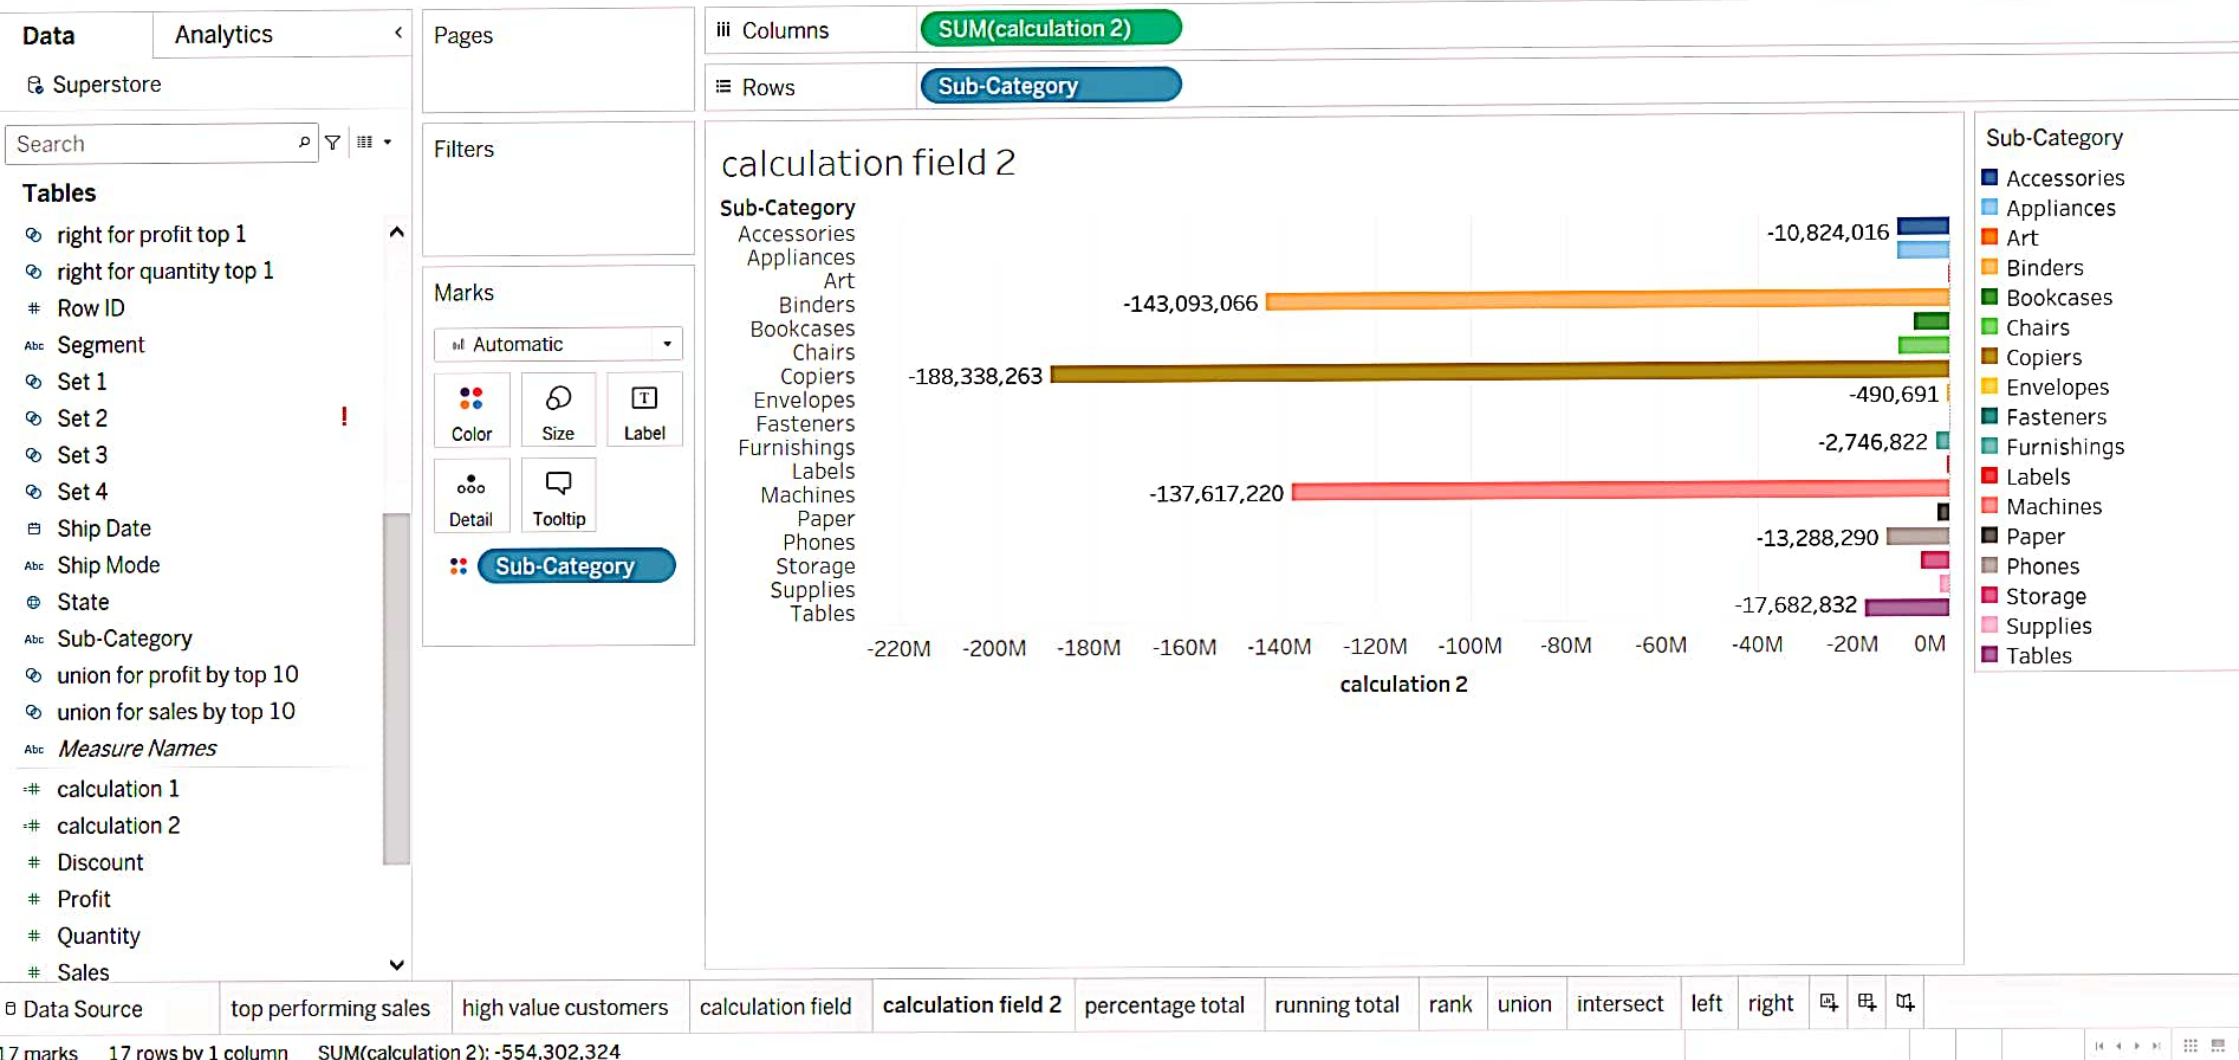 Data
Analytics
Superstore
Search
Tables
right for profit top 1
right for quantity top 1
# Row ID
Abc Segment
Set 1
Set 2 !
Set 3
Set 4
Ship Date
Abc Ship Mode
State
Abc Sub-Category
union for profit by top 10
union for sales by top 10
Abc Measure Names
=# calculation 1
=# calculation 2
# Discount
# Profit
# Quantity
# Sales
Pages
Filters
Marks
Automatic
Color
Size
T
Label
Detail
Tooltip
Sub-Category
Columns
SUM(calculation 2)
Rows
Sub-Category
calculation field 2
Sub-Category
Accessories -10,824,016
Appliances
Art
Binders -143,093,066
Bookcases
Chairs
Copiers -188,338,263
Envelopes -490,691
Fasteners
Furnishings -2,746,822
Labels
Machines -137,617,220
Paper
Phones -13,288,290
Storage
Supplies
Tables -17,682,832
-220M -200M -180M -160M -140M -120M -100M -80M -60M -40M -20M 0M
calculation 2
Sub-Category
Accessories
Appliances
Art
Binders
Bookcases
Chairs
Copiers
Envelopes
Fasteners
Furnishings
Labels
Machines
Paper
Phones
Storage
Supplies
Tables
Data Source
top performing sales
high value customers
calculation field
calculation field 2
percentage total
running total
rank
union
intersect
left
right
17 marks 17 rows by 1 column SUM(calculation 2): -554,302,324